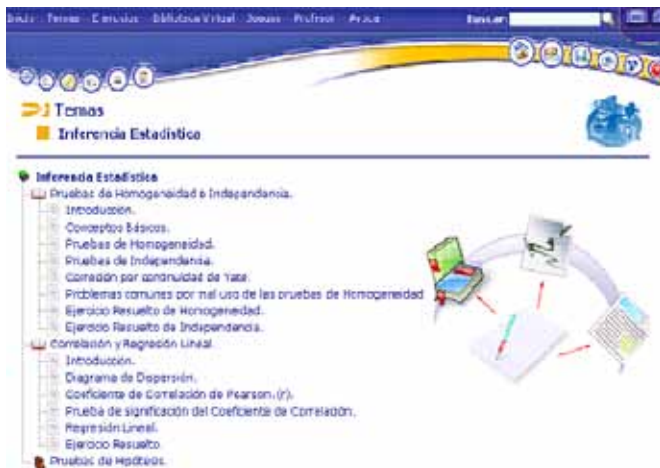 Inicio Temas Ejercicios Biblioteca Virtual Juegos Profesor Ayuda Buscar:
Temas
Inferencia Estadística
Inferencia Estadística
Pruebas de Homogeneidad e Independencia.
Introducción.
Conceptos Básicos.
Pruebas de Homogeneidad.
Pruebas de Independencia.
Correción por continuidad de Yate.
Problemas comunes por mal uso de las pruebas de Homogeneidad
Ejercicio Resuelto de Homogeneidad.
Ejercicio Resuelto de Independencia.
Correlación y Regresión Lineal
Introducción.
Diagrama de Dispersión.
Coeficiente de Correlación de Pearson.(r).
Prueba de significación del Coeficiente de Correlación.
Regresión Lineal.
Ejercicio Resuelto.
Pruebas de Hipótesis